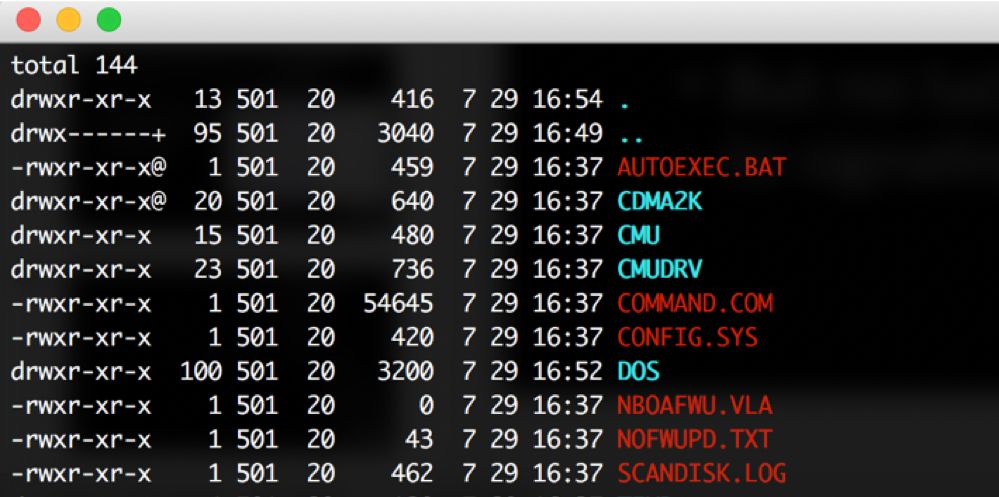 total 144
drwxr-xr-x 13 501 20 416 7 29 16:54 .
drwx------+ 95 501 20 3040 7 29 16:49 ..
-rwxr-xr-x@ 1 501 20 459 7 29 16:37 AUTOEXEC.BAT
drwxr-xr-x@ 20 501 20 640 7 29 16:37 CDMA2K
drwxr-xr-x 15 501 20 480 7 29 16:37 CMU
drwxr-xr-x 23 501 20 736 7 29 16:37 CMUDRV
-rwxr-xr-x 1 501 20 54645 7 29 16:37 COMMAND.COM
-rwxr-xr-x 1 501 20 420 7 29 16:37 CONFIG.SYS
drwxr-xr-x 100 501 20 3200 7 29 16:52 DOS
-rwxr-xr-x 1 501 20 0 7 29 16:37 NBOAFWU.VLA
-rwxr-xr-x 1 501 20 43 7 29 16:37 NOFWUPD.TXT
-rwxr-xr-x 1 501 20 462 7 29 16:37 SCANDISK.LOG